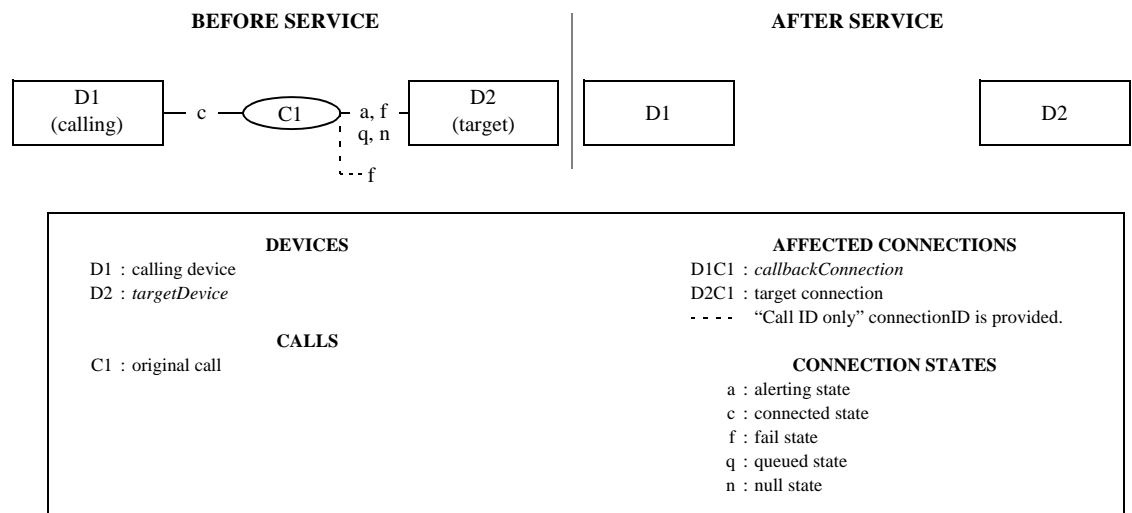 BEFORE SERVICE
AFTER SERVICE
D1
(calling)
c
C1
a, f
q, n
f
D2
(target)
D1
D2
DEVICES
D1 : calling device
D2 : targetDevice
CALLS
C1 : original call
AFFECTED CONNECTIONS
D1C1 : callbackConnection
D2C1 : target connection
- - - - “Call ID only” connectionID is provided.
CONNECTION STATES
a : alerting state
c : connected state
f : fail state
q : queued state
n : null state